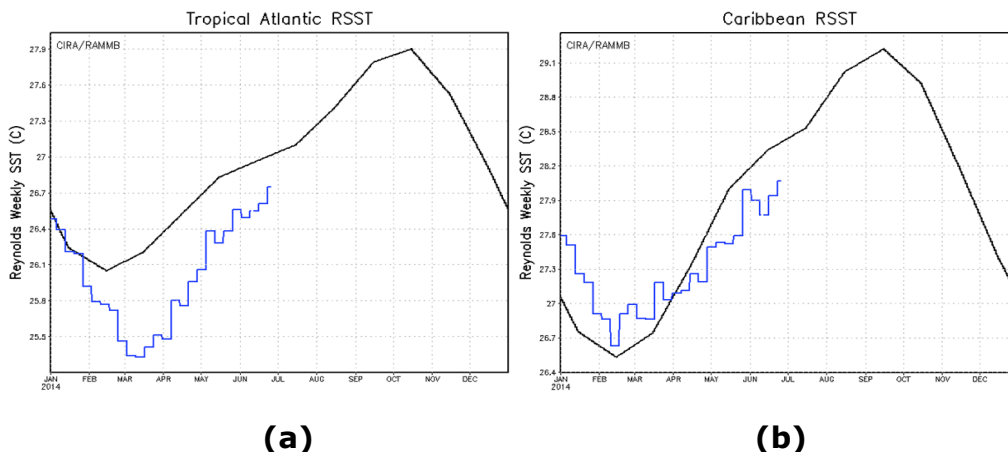 Tropical Atlantic RSST
CIRA/RAMMB
Reynolds Weekly SST (C)
27.9
27.6
27.3
27
26.7
26.4
26.1
25.8
25.5
JAN FEB MAR APR MAY JUN JUL AUG SEP OCT NOV DEC
2014
(a)
Caribbean RSST
CIRA/RAMMB
Reynolds Weekly SST (C)
29.1
28.8
28.5
28.2
27.9
27.6
27.3
27
26.7
26.4
JAN FEB MAR APR MAY JUN JUL AUG SEP OCT NOV DEC
2014
(b)